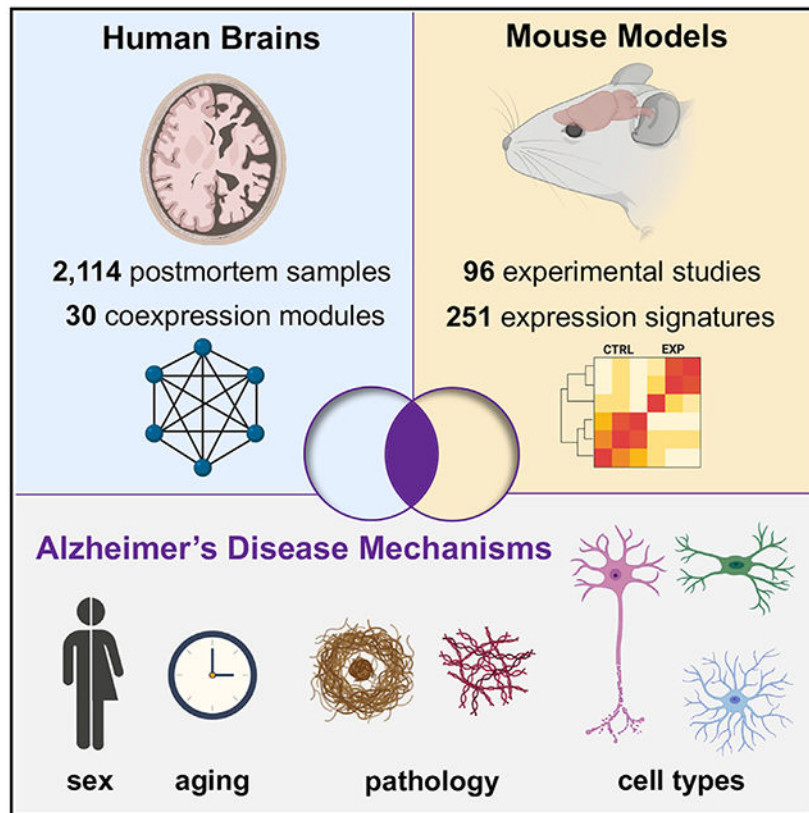 Human Brains
2,114 postmortem samples
30 coexpression modules
Mouse Models
96 experimental studies
251 expression signatures
CTRL EXP
Alzheimer's Disease Mechanisms
sex aging pathology cell types